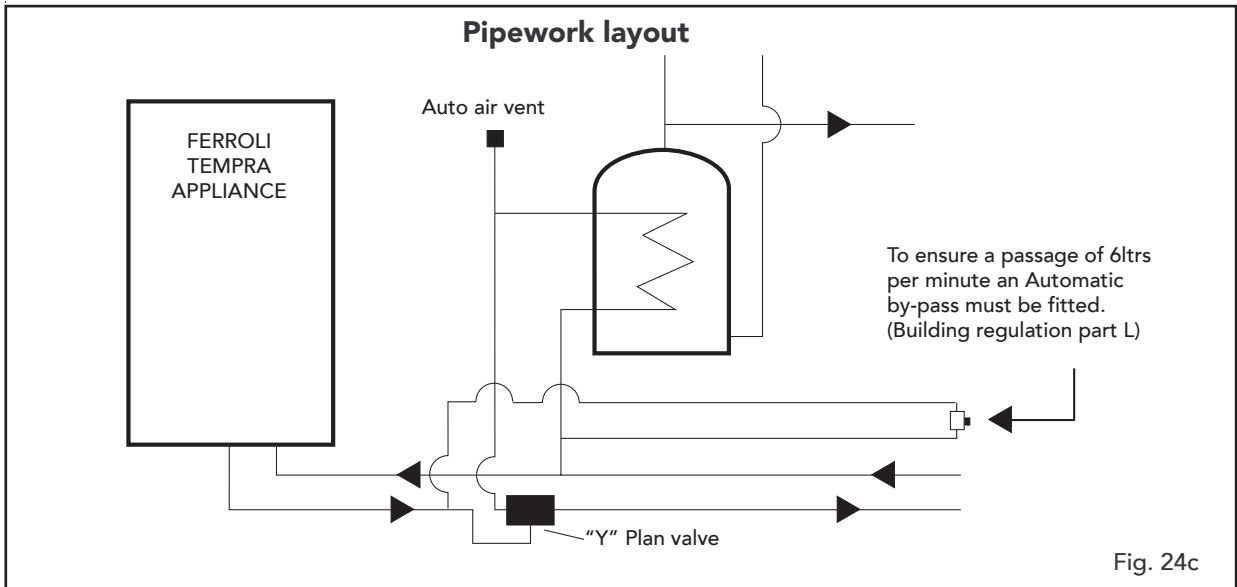 Pipework layout
FERROLI
TEMPRA
APPLIANCE
Auto air vent
To ensure a passage of 6ltrs
per minute an Automatic
by-pass must be fitted.
(Building regulation part L)
"Y" Plan valve
Fig. 24c